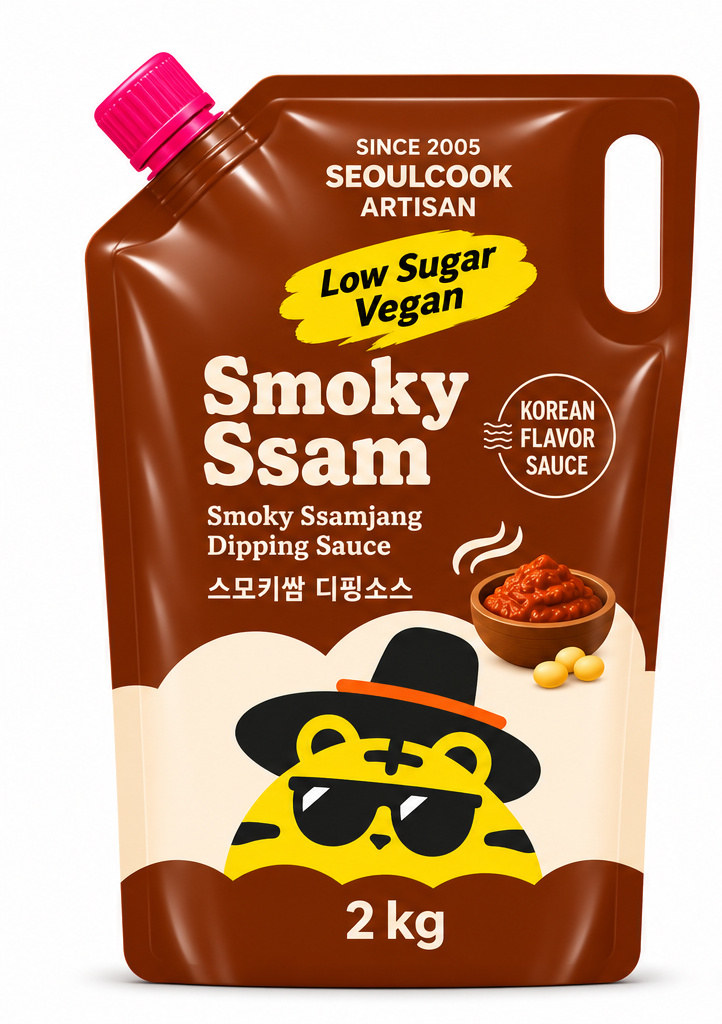 SINCE 2005
SEOULCOOK
ARTISAN
Low Sugar
Vegan
Smoky
Ssam
KOREAN
FLAVOR
SAUCE
Smoky Ssamjang
Dipping Sauce
스모키쌈 디핑소스
2 kg